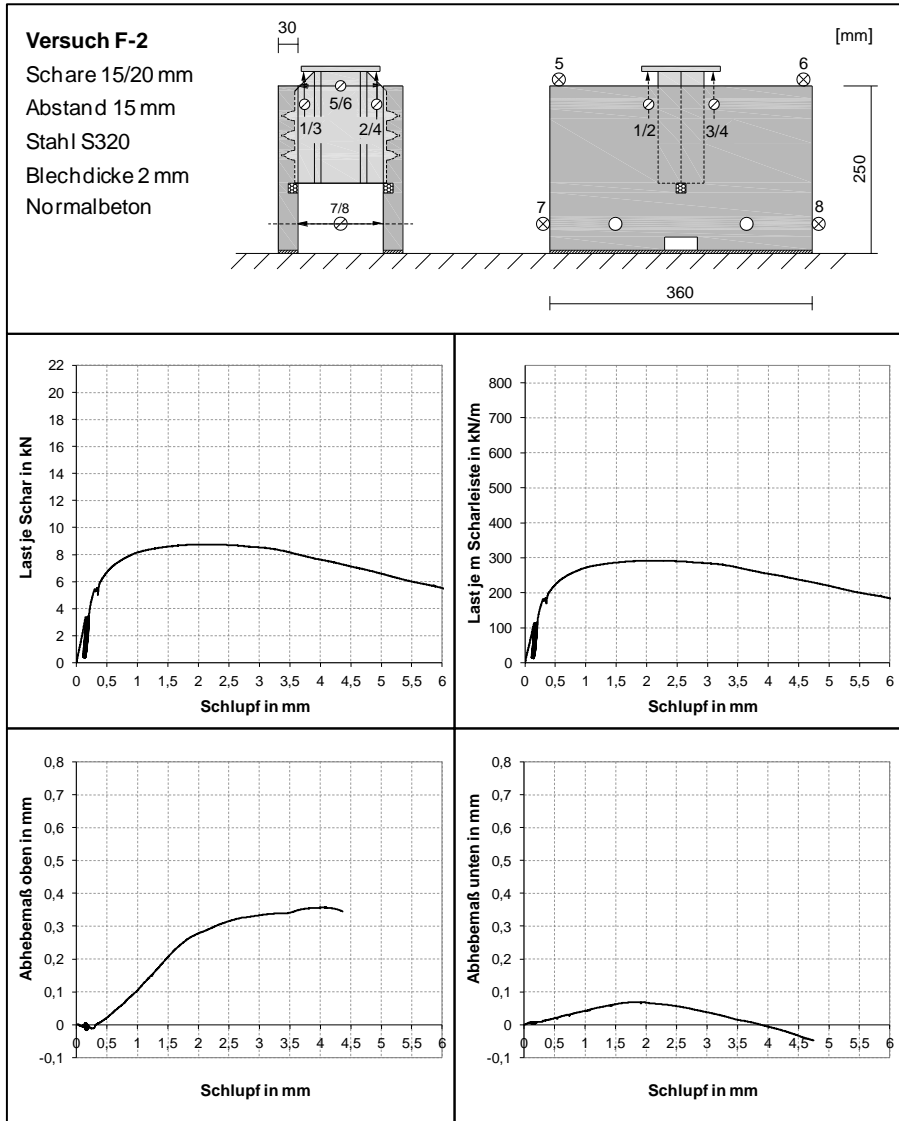 Versuch F-2
Schare 15/20 mm
Abstand 15 mm
Stahl S320
Blechdicke 2 mm
Normalbeton
30
[mm]
5/6
1/3
2/4
7/8
5
6
1/2
3/4
7
8
250
360
Last je Schar in kN
22
20
18
16
14
12
10
8
6
4
2
0
0 0,5 1 1,5 2 2,5 3 3,5 4 4,5 5 5,5 6
Schlupf in mm
Last je m Scharleiste in kN/m
800
700
600
500
400
300
200
100
0
0 0,5 1 1,5 2 2,5 3 3,5 4 4,5 5 5,5 6
Schlupf in mm
Abhebemaß oben in mm
0,8
0,7
0,6
0,5
0,4
0,3
0,2
0,1
0
-0,1
0 0,5 1 1,5 2 2,5 3 3,5 4 4,5 5 5,5 6
Schlupf in mm
Abhebemaß unten in mm
0,8
0,7
0,6
0,5
0,4
0,3
0,2
0,1
0
-0,1
0 0,5 1 1,5 2 2,5 3 3,5 4 4,5 5 5,5 6
Schlupf in mm